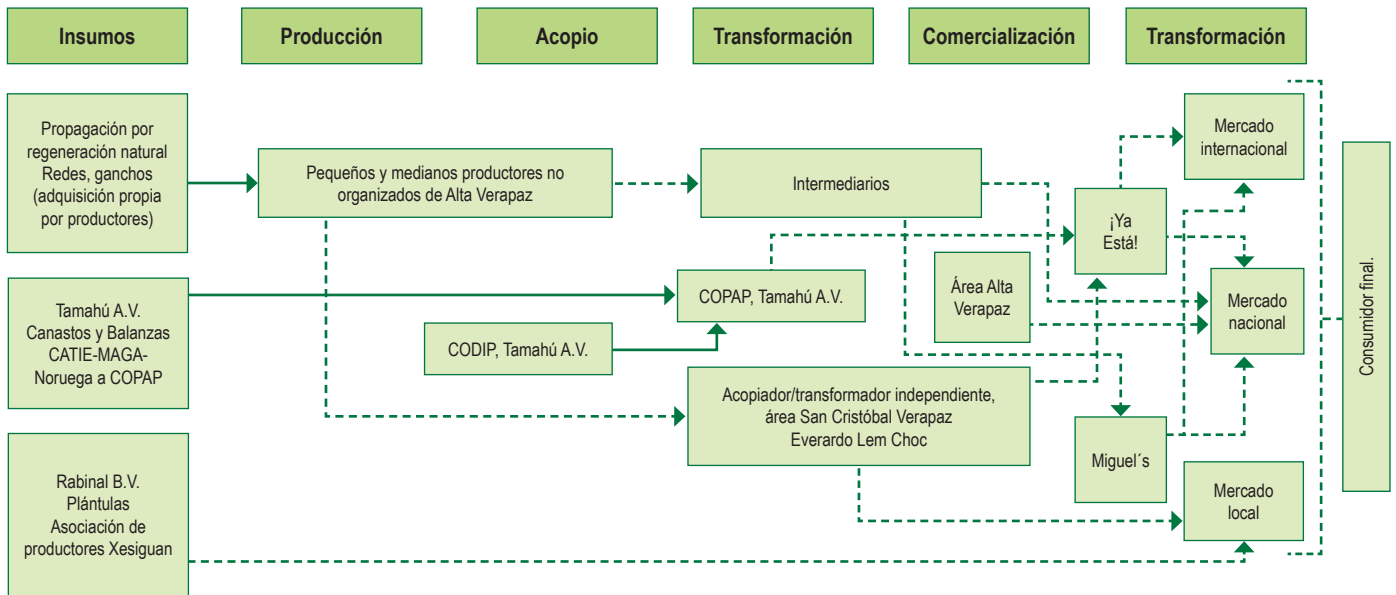 Insumos
Producción
Acopio
Transformación
Comercialización
Transformación
Propagación por
regeneración natural
Redes, ganchos
(adquisición propia
por productores)
Pequeños y medianos productores no
organizados de Alta Verapaz
Intermediarios
¡Ya
Está!
Mercado
internacional
Tamahú A.V.
Canastos y Balanzas
CATIE-MAGA-
Noruega a COPAP
CODIP, Tamahú A.V.
COPAP, Tamahú A.V.
Área Alta
Verapaz
Mercado
nacional
Acopiador/transformador independiente,
área San Cristóbal Verapaz
Everardo Lem Choc
Miguel´s
Rabinal B.V.
Plántulas
Asociación de
productores Xesiguan
Mercado
local
Consumidor final.